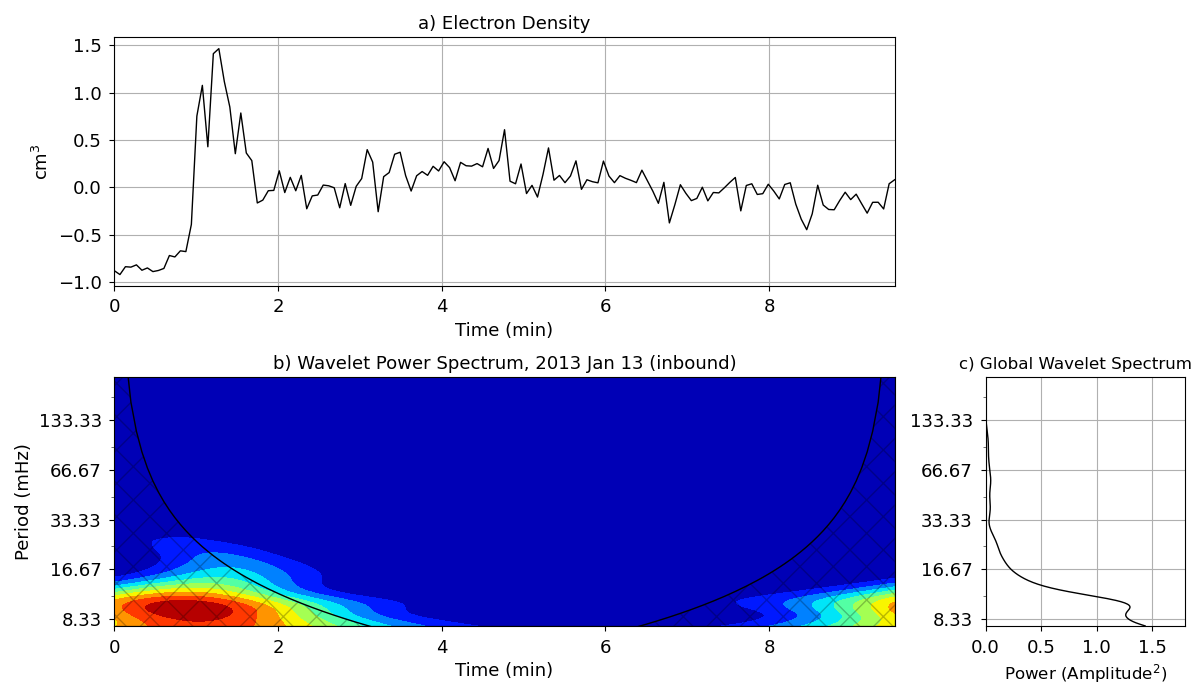 a) Electron Density
1.5
1.0
0.5
0.0
−0.5
−1.0
cm³
0 2 4 6 8
Time (min)
b) Wavelet Power Spectrum, 2013 Jan 13 (inbound)
133.33
66.67
33.33
16.67
8.33
Period (mHz)
0 2 4 6 8
Time (min)
c) Global Wavelet Spectrum
133.33
66.67
33.33
16.67
8.33
0.0 0.5 1.0 1.5
Power (Amplitude²)